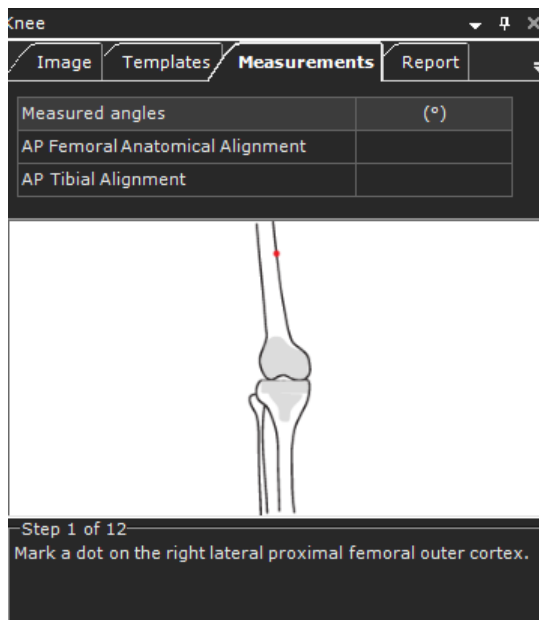 Knee
Image Templates Measurements Report
Measured angles (°)
AP Femoral Anatomical Alignment
AP Tibial Alignment
Step 1 of 12
Mark a dot on the right lateral proximal femoral outer cortex.